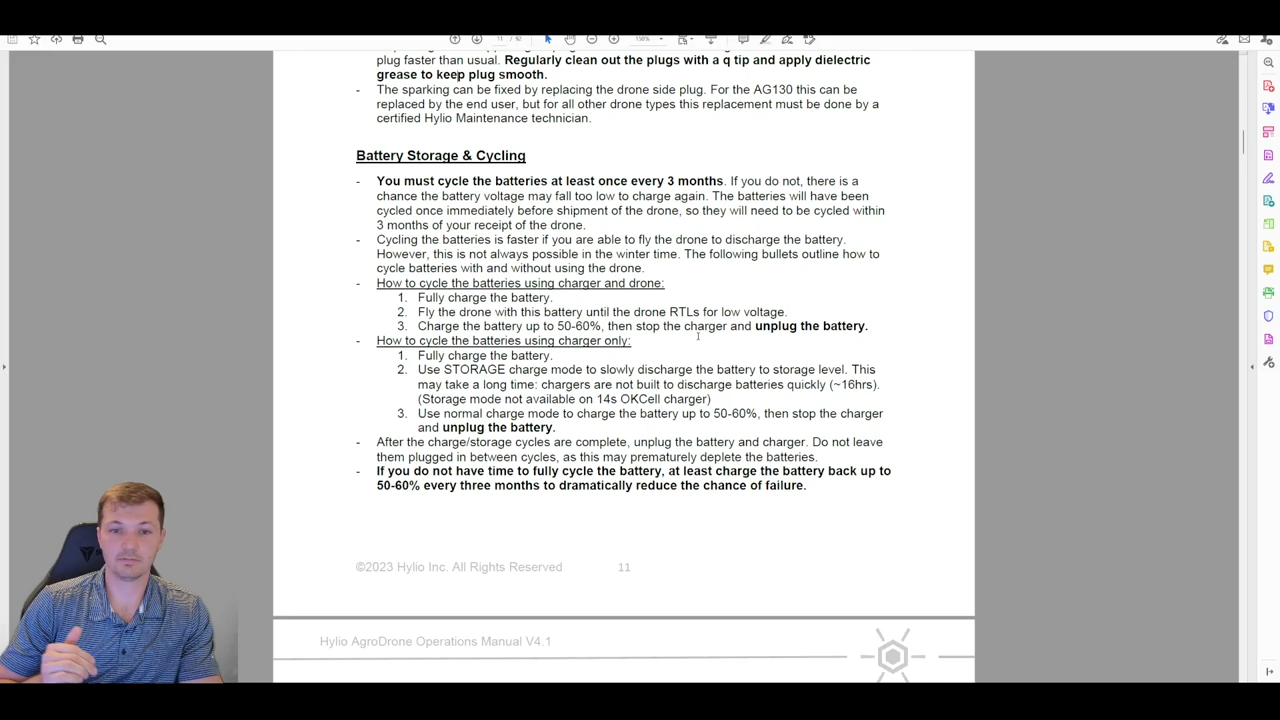 11 / 92
150%
plug faster than usual. Regularly clean out the plugs with a q tip and apply dielectric
grease to keep plug smooth.
- The sparking can be fixed by replacing the drone side plug. For the AG130 this can be
replaced by the end user, but for all other drone types this replacement must be done by a
certified Hylio Maintenance technician.
Battery Storage & Cycling
- You must cycle the batteries at least once every 3 months. If you do not, there is a
chance the battery voltage may fall too low to charge again. The batteries will have been
cycled once immediately before shipment of the drone, so they will need to be cycled within
3 months of your receipt of the drone.
- Cycling the batteries is faster if you are able to fly the drone to discharge the battery.
However, this is not always possible in the winter time. The following bullets outline how to
cycle batteries with and without using the drone.
- How to cycle the batteries using charger and drone:
1. Fully charge the battery.
2. Fly the drone with this battery until the drone RTLs for low voltage.
3. Charge the battery up to 50-60%, then stop the charger and unplug the battery.
- How to cycle the batteries using charger only:
1. Fully charge the battery.
2. Use STORAGE charge mode to slowly discharge the battery to storage level. This
may take a long time: chargers are not built to discharge batteries quickly (~16hrs).
(Storage mode not available on 14s OKCell charger)
3. Use normal charge mode to charge the battery up to 50-60%, then stop the charger
and unplug the battery.
- After the charge/storage cycles are complete, unplug the battery and charger. Do not leave
them plugged in between cycles, as this may prematurely deplete the batteries.
- If you do not have time to fully cycle the battery, at least charge the battery back up to
50-60% every three months to dramatically reduce the chance of failure.
©2023 Hylio Inc. All Rights Reserved 11
Hylio AgroDrone Operations Manual V4.1